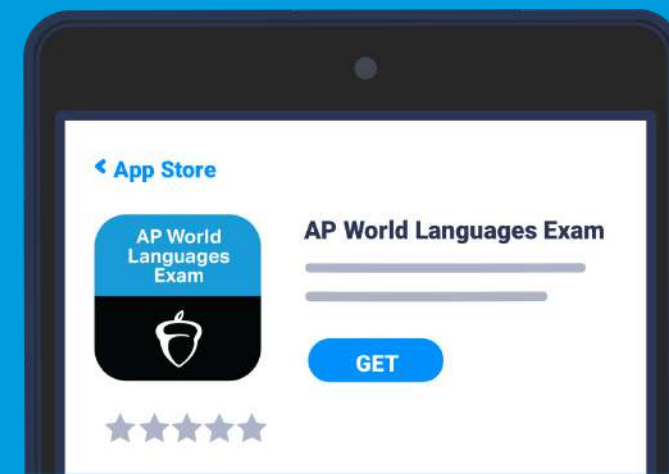 App Store
AP World
Languages
Exam
AP World Languages Exam
GET